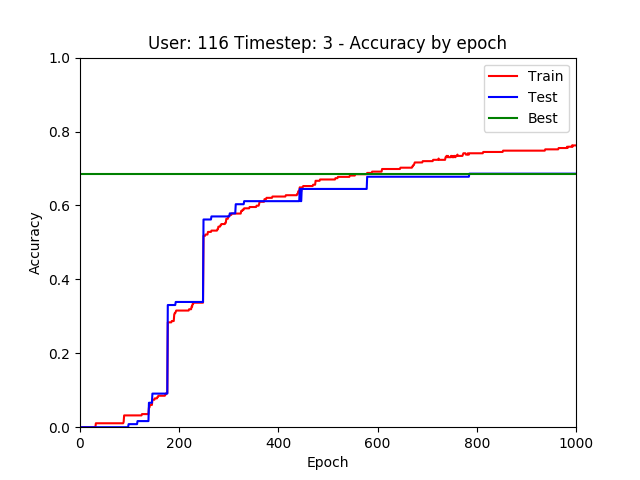 User: 116 Timestep: 3 - Accuracy by epoch
1.0
0.8
0.6
0.4
0.2
0.0
Accuracy
Train
Test
Best
0 200 400 600 800 1000
Epoch